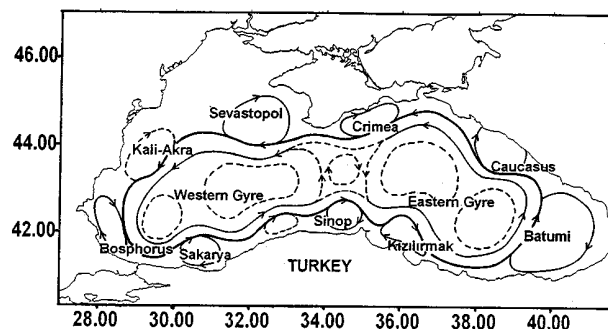 46.00
Sevastopol
Crimea
44.00
Kali-Akra
Caucasus
Western Gyre
Eastern Gyre
42.00
Bosphorus
Sakarya
Sinop
Kızılırmak
Batumi
TURKEY
28.00 30.00 32.00 34.00 36.00 38.00 40.00